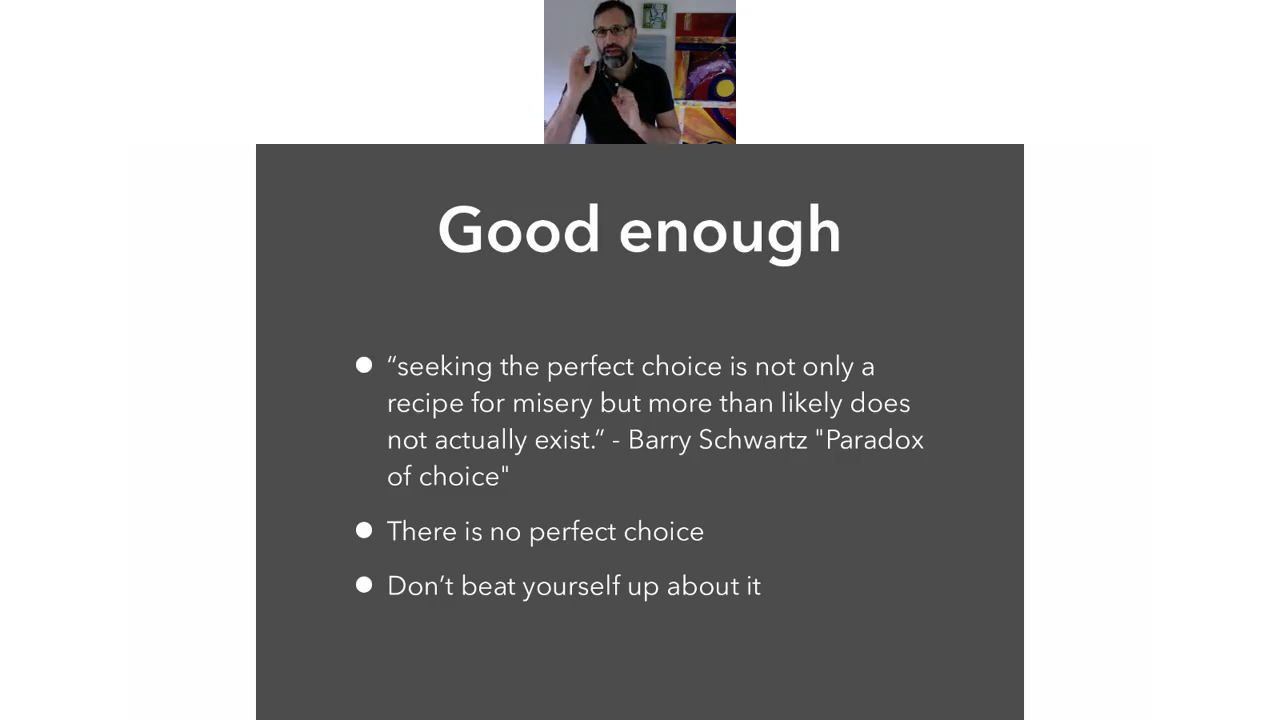 Good enough
“seeking the perfect choice is not only a
recipe for misery but more than likely does
not actually exist.” - Barry Schwartz "Paradox
of choice"
There is no perfect choice
Don’t beat yourself up about it